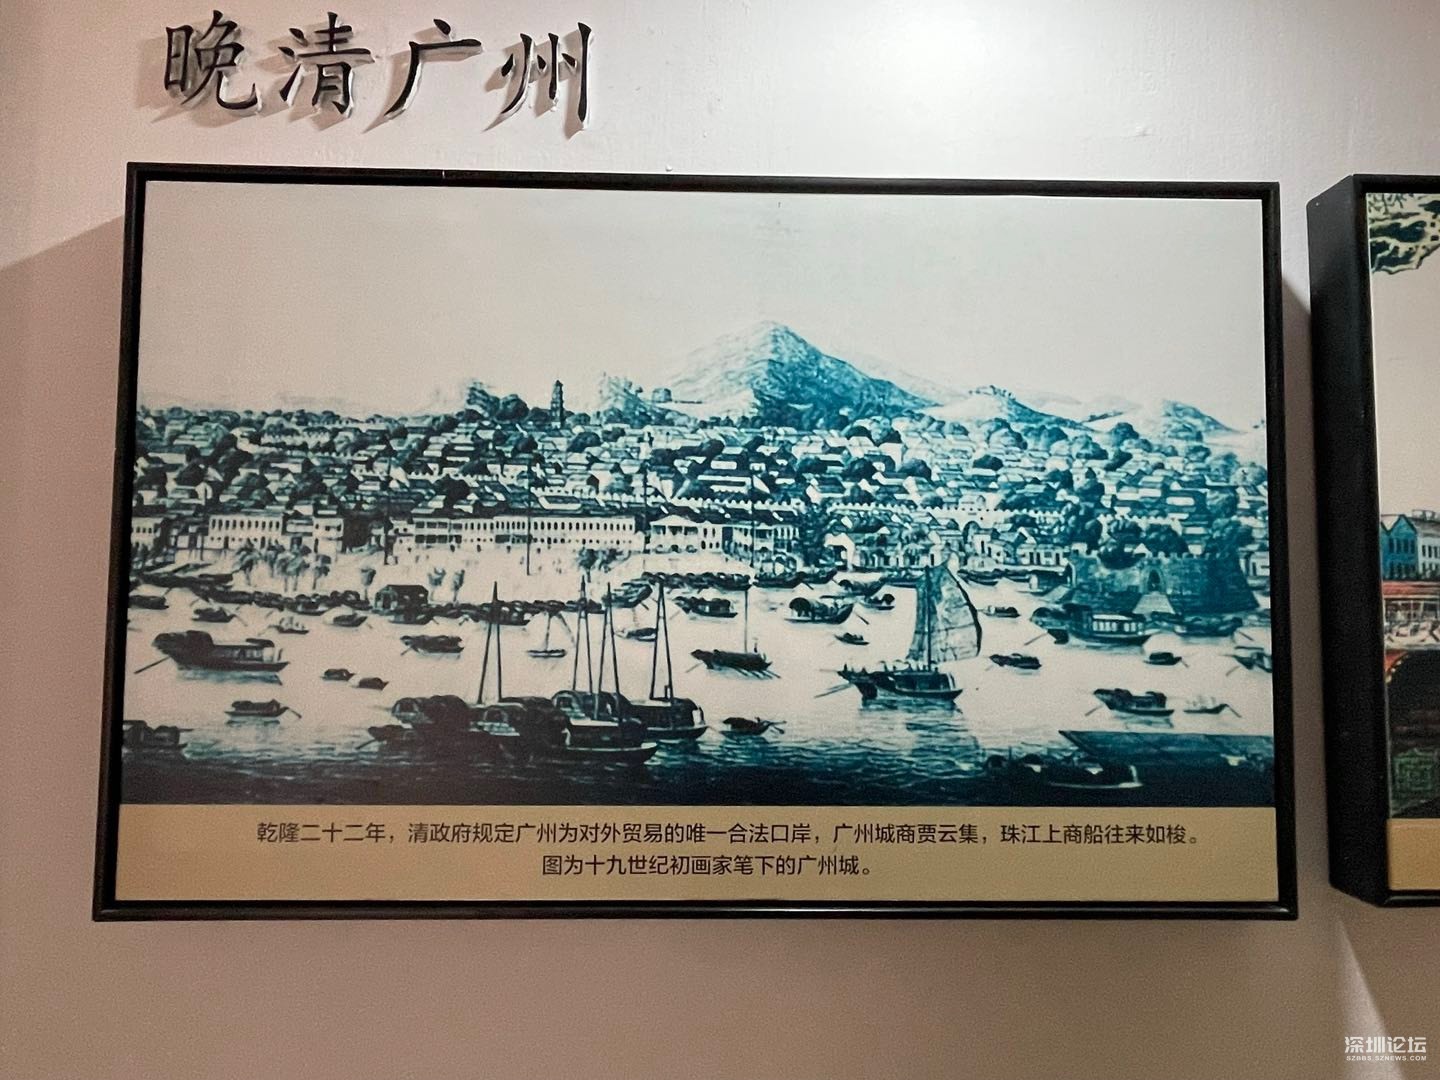 晚清广州
乾隆二十二年，清政府规定广州为对外贸易的唯一合法口岸，广州城商贾云集，珠江上商船往来如梭。
图为十九世纪初画家笔下的广州城。
深圳论坛
SZBBS.SZNEWS.COM